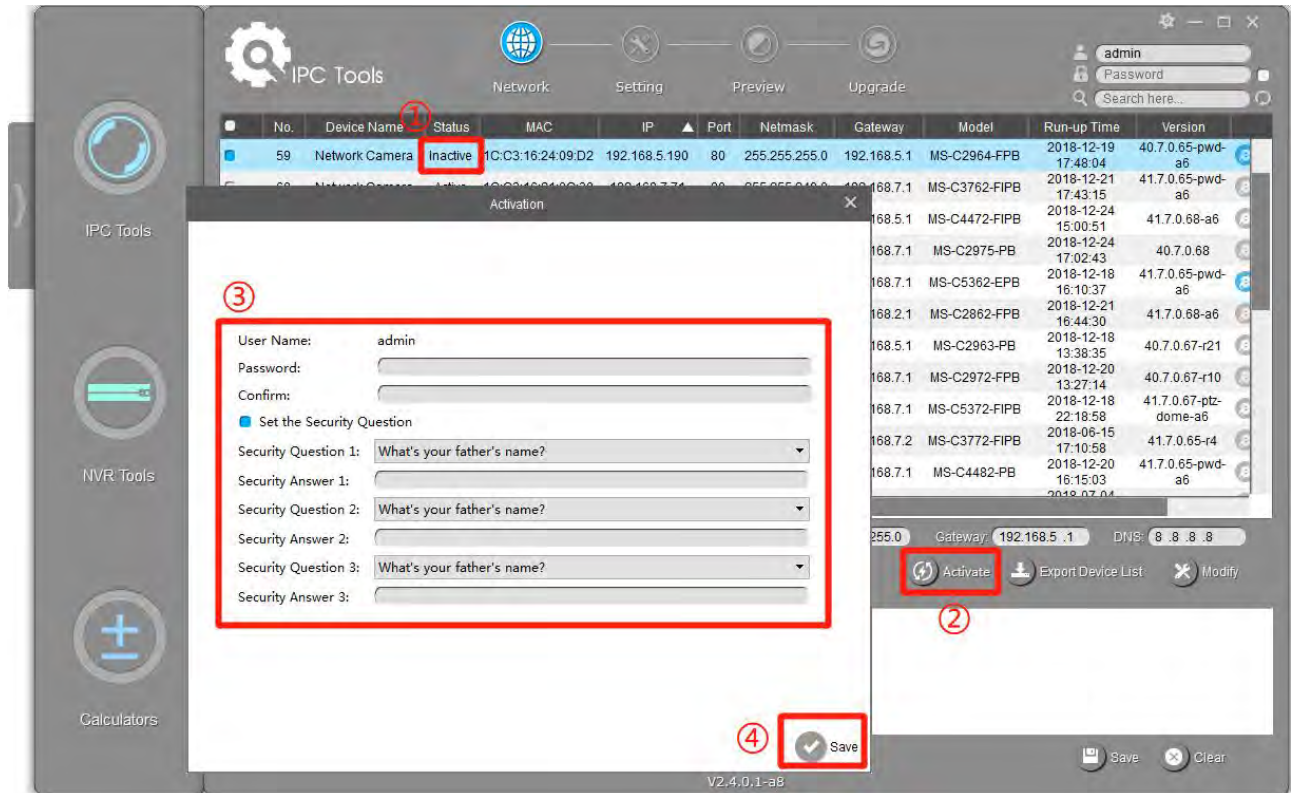 IPC Tools
Network
Setting
Preview
Upgrade
admin
Password
Search here...
①
No. Device Name Status MAC IP ▲ Port Netmask Gateway Model Run-up Time Version
59 Network Camera Inactive 1C:C3:16:24:09:D2 192.168.5.190 80 255.255.255.0 192.168.5.1 MS-C2964-FPB 2018-12-19 17:48:04 40.7.0.65-pwd-a6
168.7.1 MS-C3762-FIPB 2018-12-21 17:43:15 41.7.0.65-pwd-a6
168.5.1 MS-C4472-FIPB 2018-12-24 15:00:51 41.7.0.68-a6
168.7.1 MS-C2975-PB 2018-12-24 17:02:43 40.7.0.68
168.7.1 MS-C5362-EPB 2018-12-18 16:10:37 41.7.0.65-pwd-a6
168.2.1 MS-C2862-FPB 2018-12-21 16:44:30 41.7.0.68-a6
168.5.1 MS-C2963-PB 2018-12-18 13:38:35 40.7.0.67-r21
168.7.1 MS-C2972-FPB 2018-12-20 13:27:14 40.7.0.67-r10
168.7.1 MS-C5372-FIPB 2018-12-18 22:18:58 41.7.0.67-ptz-dome-a6
168.7.2 MS-C3772-FIPB 2018-06-15 17:10:58 41.7.0.65-r4
168.7.1 MS-C4482-PB 2018-12-20 16:15:03 41.7.0.65-pwd-a6
255.0 Gateway: 192.168.5 .1 DNS: 8 .8 .8 .8
Activate
Export Device List
Modify
②
Activation
③
User Name: admin
Password:
Confirm:
Set the Security Question
Security Question 1: What's your father's name?
Security Answer 1:
Security Question 2: What's your father's name?
Security Answer 2:
Security Question 3: What's your father's name?
Security Answer 3:
④
Save
Save
Clear
V2.4.0.1-a8
IPC Tools
NVR Tools
Calculators